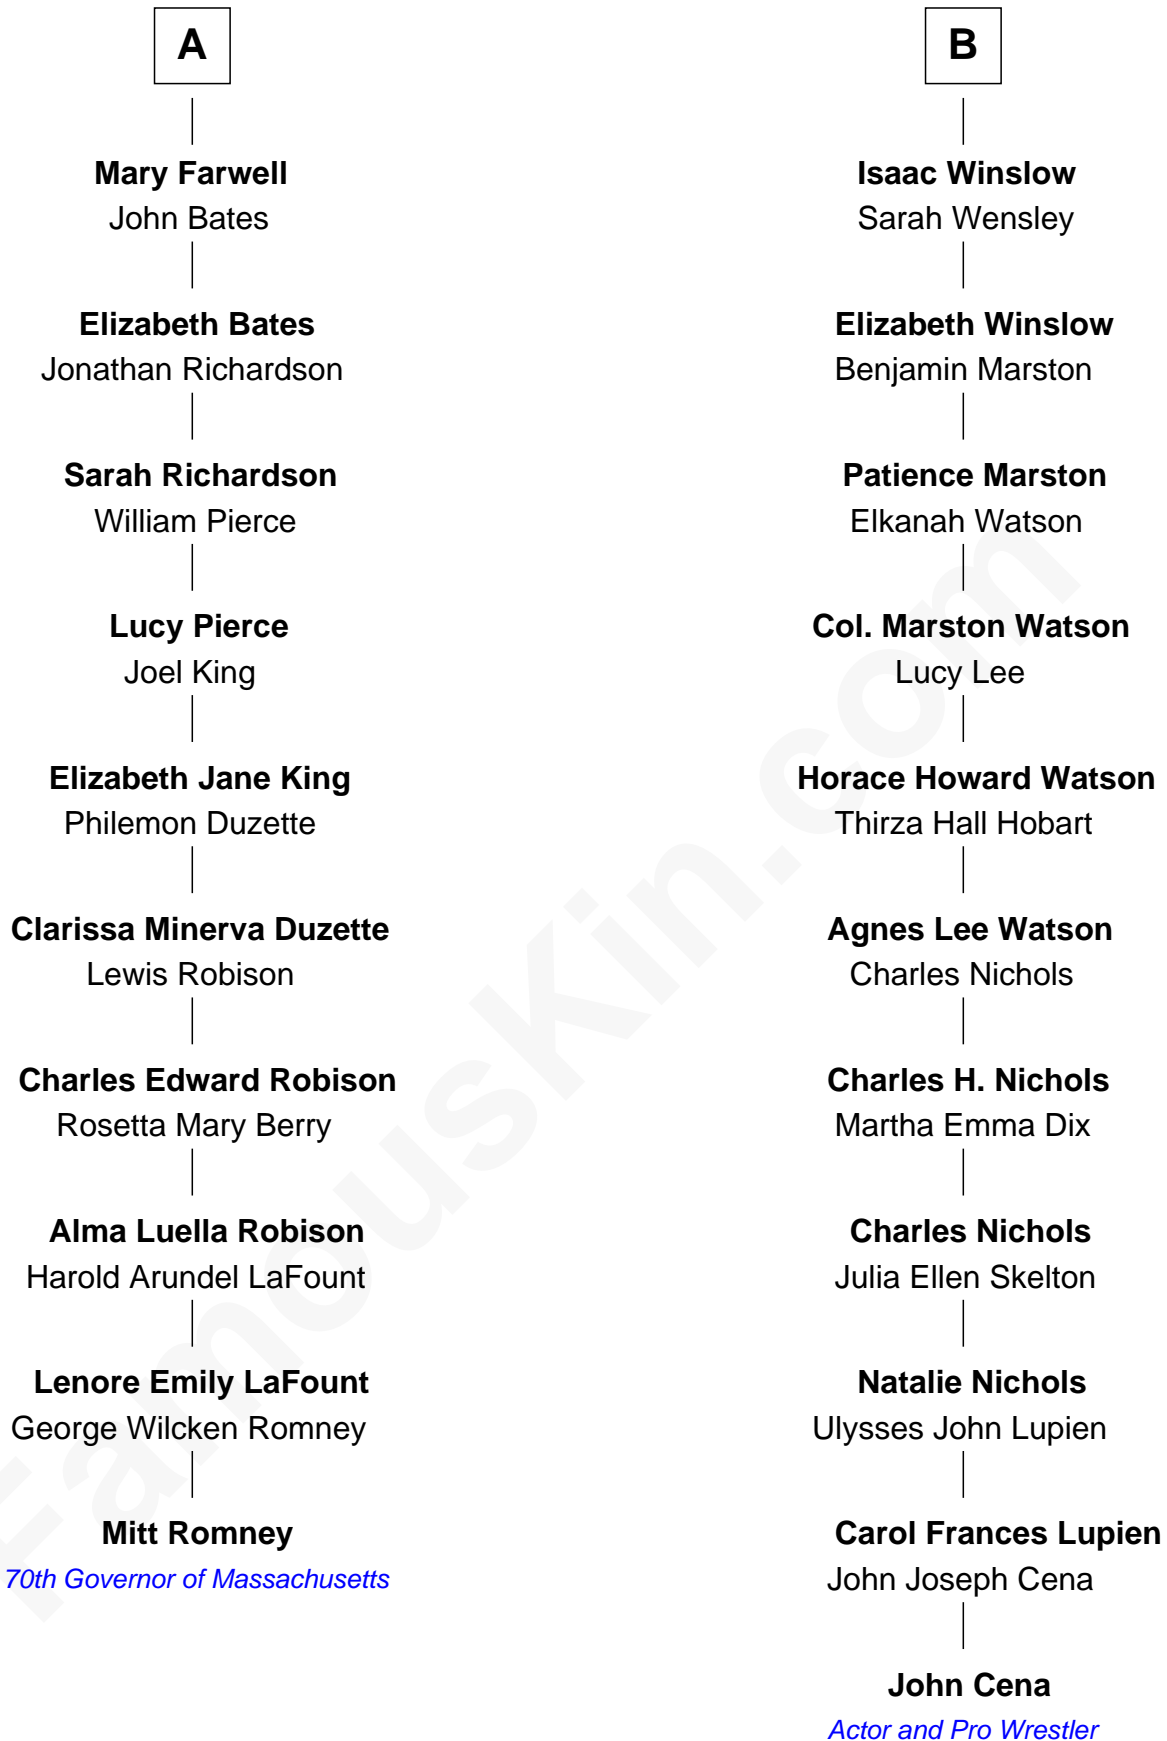 A
Mary Farwell
John Bates
Elizabeth Bates
Jonathan Richardson
Sarah Richardson
William Pierce
Lucy Pierce
Joel King
Elizabeth Jane King
Philemon Duzette
Clarissa Minerva Duzette
Lewis Robison
Charles Edward Robison
Rosetta Mary Berry
Alma Luella Robison
Harold Arundel LaFount
Lenore Emily LaFount
George Wilcken Romney
Mitt Romney
70th Governor of Massachusetts
B
Isaac Winslow
Sarah Wensley
Elizabeth Winslow
Benjamin Marston
Patience Marston
Elkanah Watson
Col. Marston Watson
Lucy Lee
Horace Howard Watson
Thirza Hall Hobart
Agnes Lee Watson
Charles Nichols
Charles H. Nichols
Martha Emma Dix
Charles Nichols
Julia Ellen Skelton
Natalie Nichols
Ulysses John Lupien
Carol Frances Lupien
John Joseph Cena
John Cena
Actor and Pro Wrestler
FamousKin.com